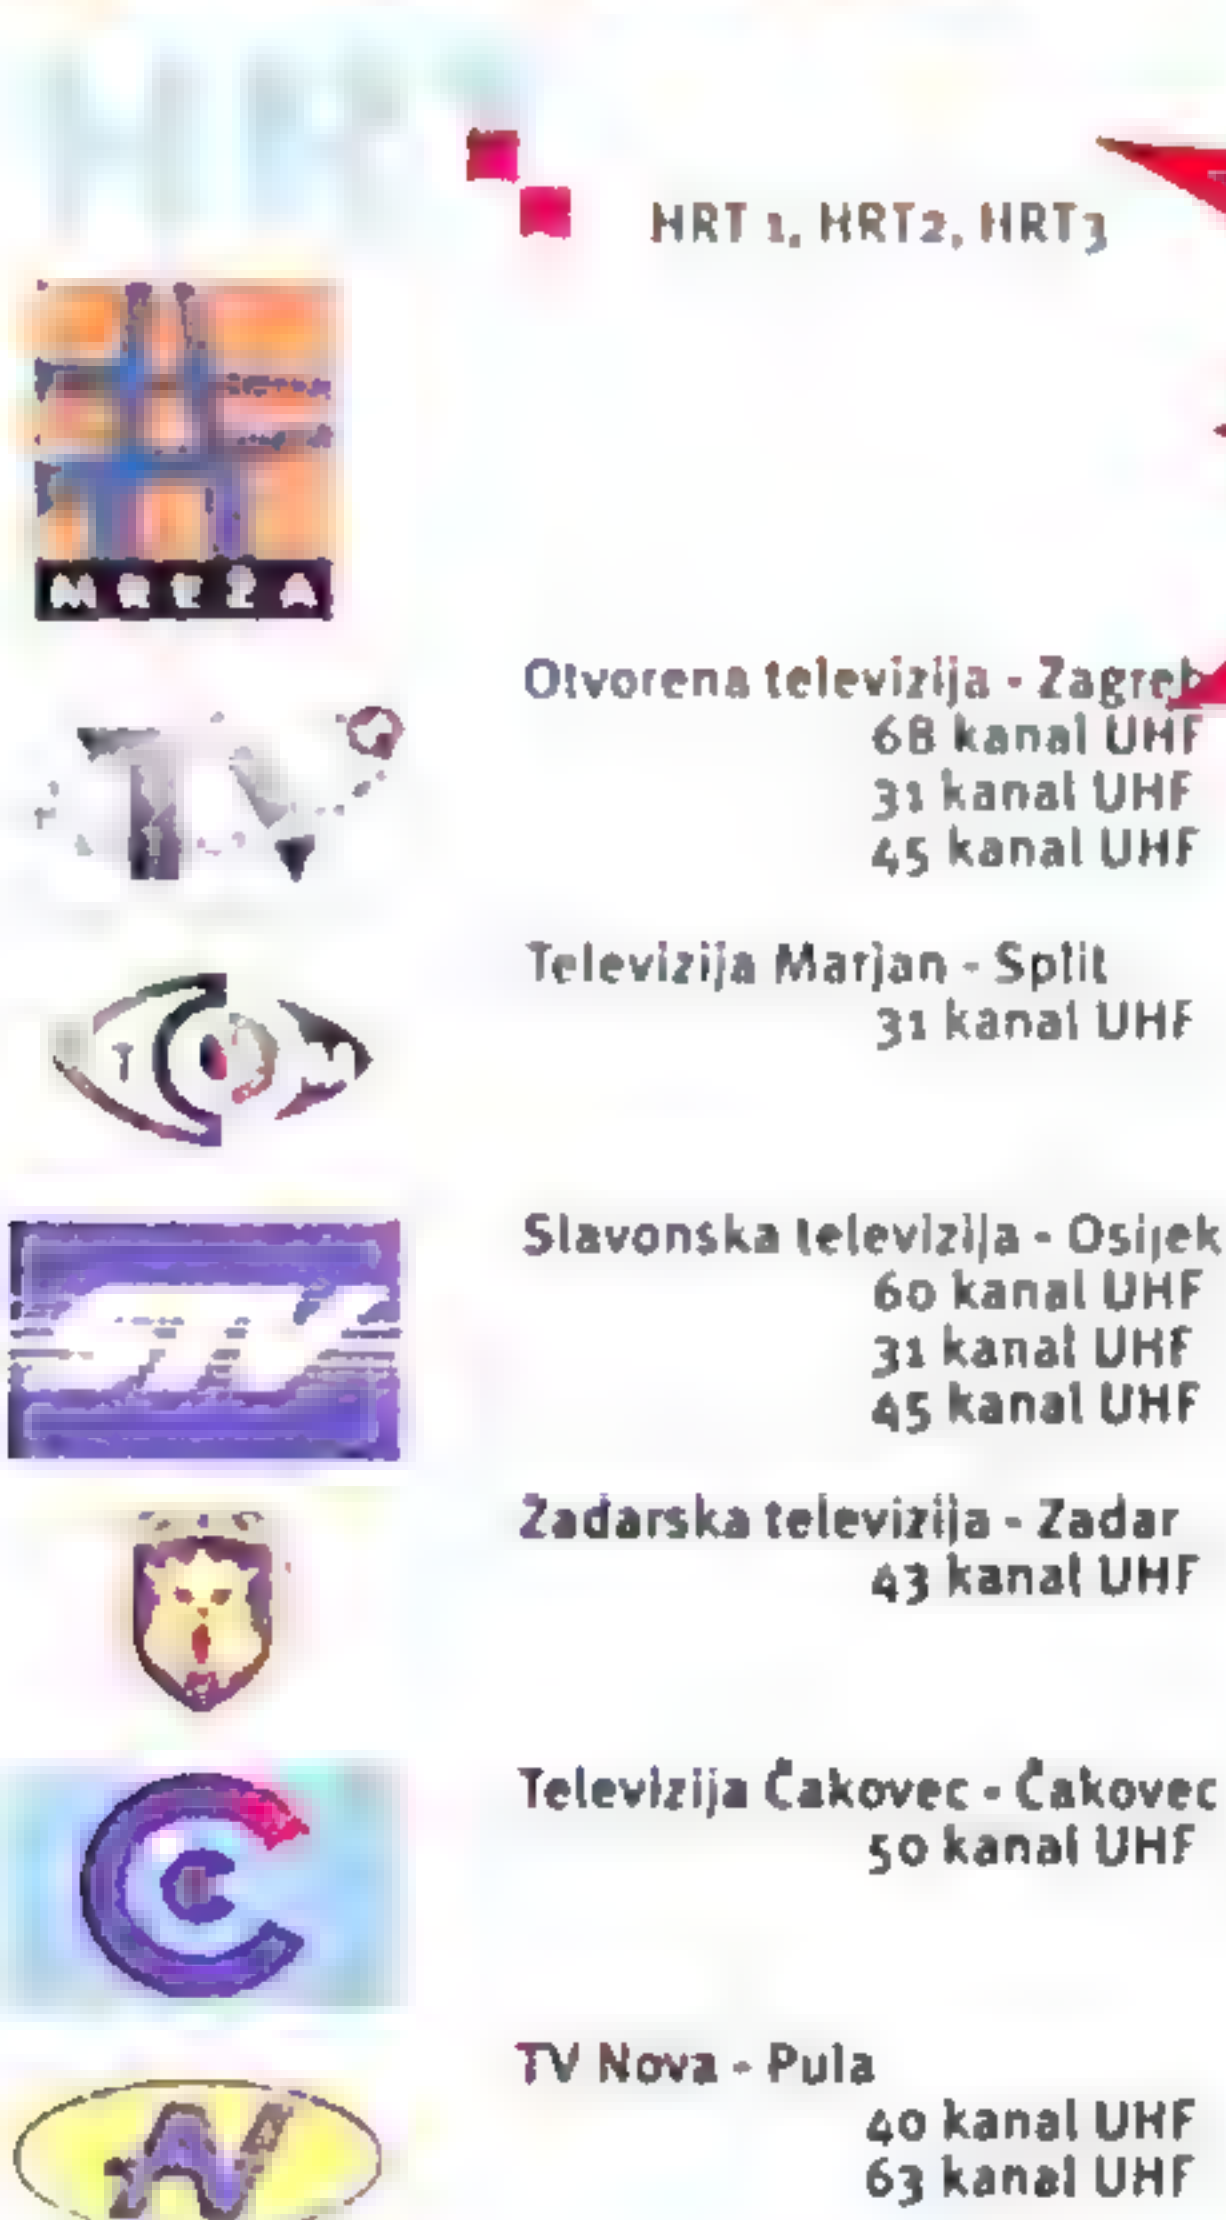 HRT 1, HRT2, HRT3
MREŽA
Otvorena televizija - Zagreb
68 kanal UHF
31 kanal UHF
45 kanal UHF
TV
Televizija Marjan - Split
31 kanal UHF
T M
Slavonska televizija - Osijek
60 kanal UHF
31 kanal UHF
45 kanal UHF
STV
Zadarska televizija - Zadar
43 kanal UHF
Televizija Čakovec - Čakovec
50 kanal UHF
TV Nova - Pula
40 kanal UHF
63 kanal UHF